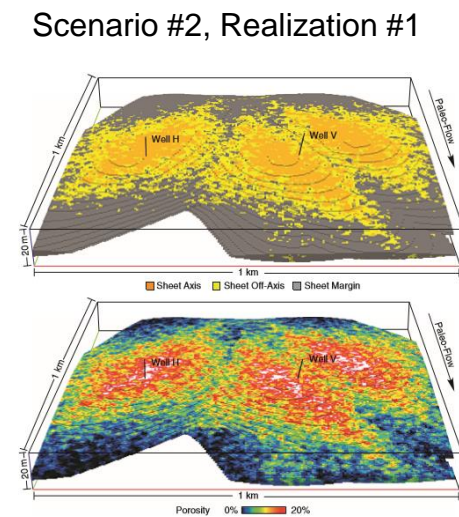 Scenario #2, Realization #1
Paleo-Flow
Well H
Well V
1 km
20 m
1 km
Sheet Axis Sheet Off-Axis Sheet Margin
Paleo-Flow
Well H
Well V
1 km
20 m
1 km
Porosity 0% 20%